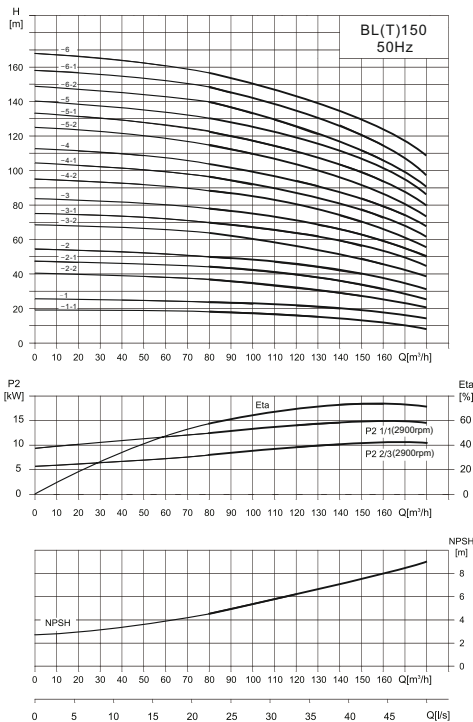 H
[m]
BL(T)150
50Hz
160
140
120
100
80
60
40
20
0
-6
-6-1
-6-2
-5
-5-1
-5-2
-4
-4-1
-4-2
-3
-3-1
-3-2
-2
-2-1
-2-2
-1
-1-1
0 10 20 30 40 50 60 70 80 90 100 110 120 130 140 150 160 Q[m³/h]
P2
[kW]
Eta
[%]
15
10
5
0
60
40
20
0
Eta
P2 1/1(2900rpm)
P2 2/3(2900rpm)
0 10 20 30 40 50 60 70 80 90 100 110 120 130 140 150 160 Q[m³/h]
NPSH
[m]
8
6
4
2
0
NPSH
0 10 20 30 40 50 60 70 80 90 100 110 120 130 140 150 160 Q[m³/h]
0 5 10 15 20 25 30 35 40 45 Q[l/s]